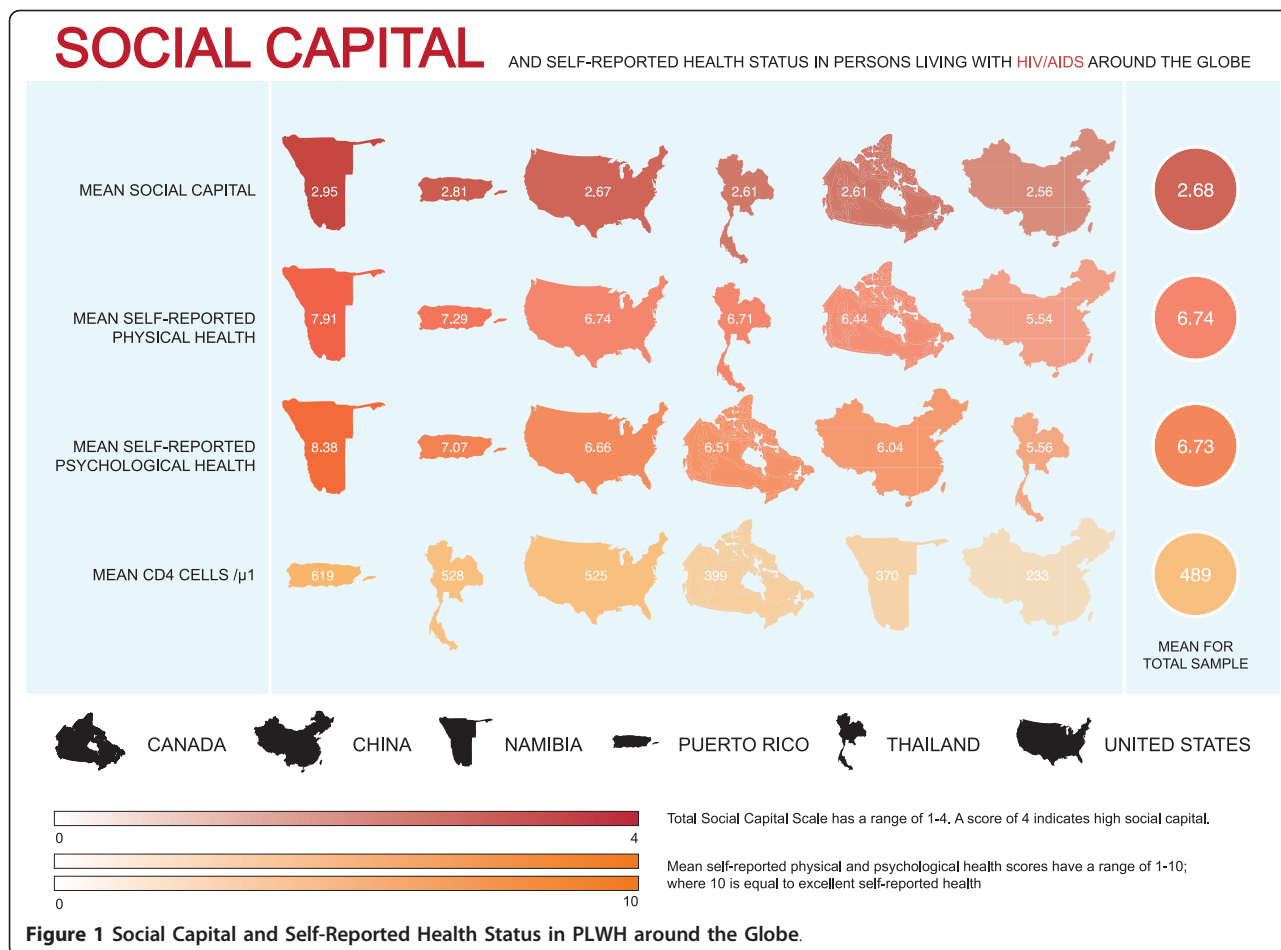 SOCIAL CAPITAL AND SELF-REPORTED HEALTH STATUS IN PERSONS LIVING WITH HIV/AIDS AROUND THE GLOBE
MEAN SOCIAL CAPITAL
2.95 2.81 2.67 2.61 2.61 2.56 2.68
MEAN SELF-REPORTED
PHYSICAL HEALTH
7.91 7.29 6.74 6.71 6.44 5.54 6.74
MEAN SELF-REPORTED
PSYCHOLOGICAL HEALTH
8.38 7.07 6.66 6.51 6.04 5.56 6.73
MEAN CD4 CELLS /µ1
619 528 525 399 370 233 489
MEAN FOR
TOTAL SAMPLE
CANADA CHINA NAMIBIA PUERTO RICO THAILAND UNITED STATES
0 4
Total Social Capital Scale has a range of 1-4. A score of 4 indicates high social capital.
0 10
Mean self-reported physical and psychological health scores have a range of 1-10;
where 10 is equal to excellent self-reported health
Figure 1 Social Capital and Self-Reported Health Status in PLWH around the Globe.